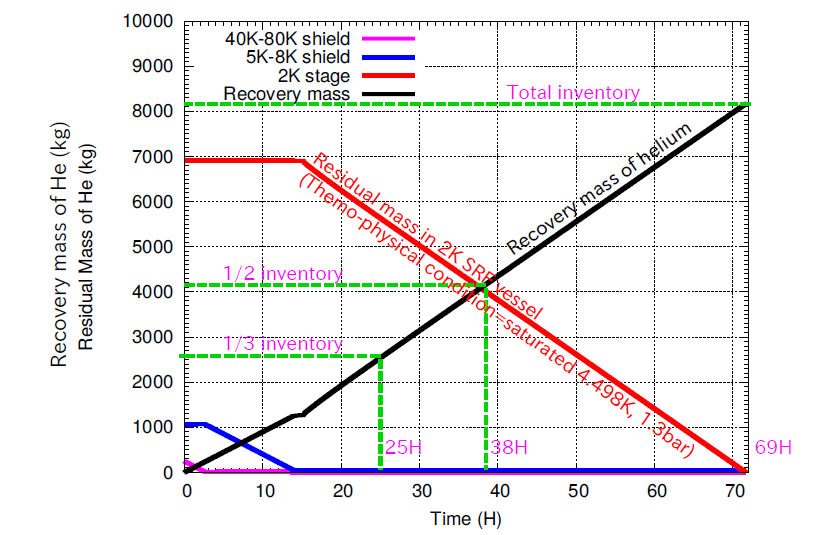 10000
9000
8000
7000
6000
5000
4000
3000
2000
1000
0
Recovery mass of He (kg)
Residual Mass of He (kg)
40K-80K shield
5K-8K shield
2K stage
Recovery mass
Total inventory
Residual mass in 2K SRF vessel
(Themo-physical condition=saturated 4.498K, 1.3bar)
Recovery mass of helium
1/2 inventory
1/3 inventory
25H
38H
69H
0
10
20
30
40
50
60
70
Time (H)